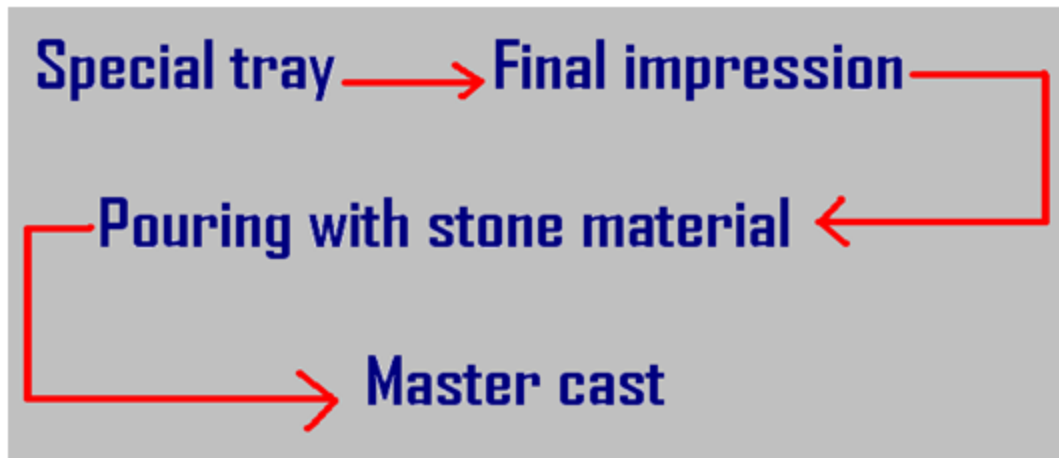 Special tray Final impression
Pouring with stone material
Master cast